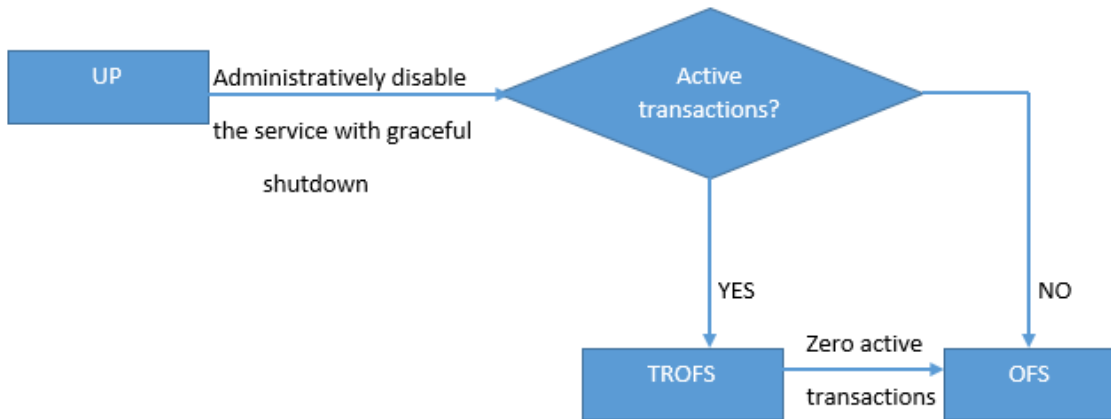 UP
Administratively disable
the service with graceful
shutdown
Active
transactions?
YES
NO
TROFS
Zero active
transactions
OFS